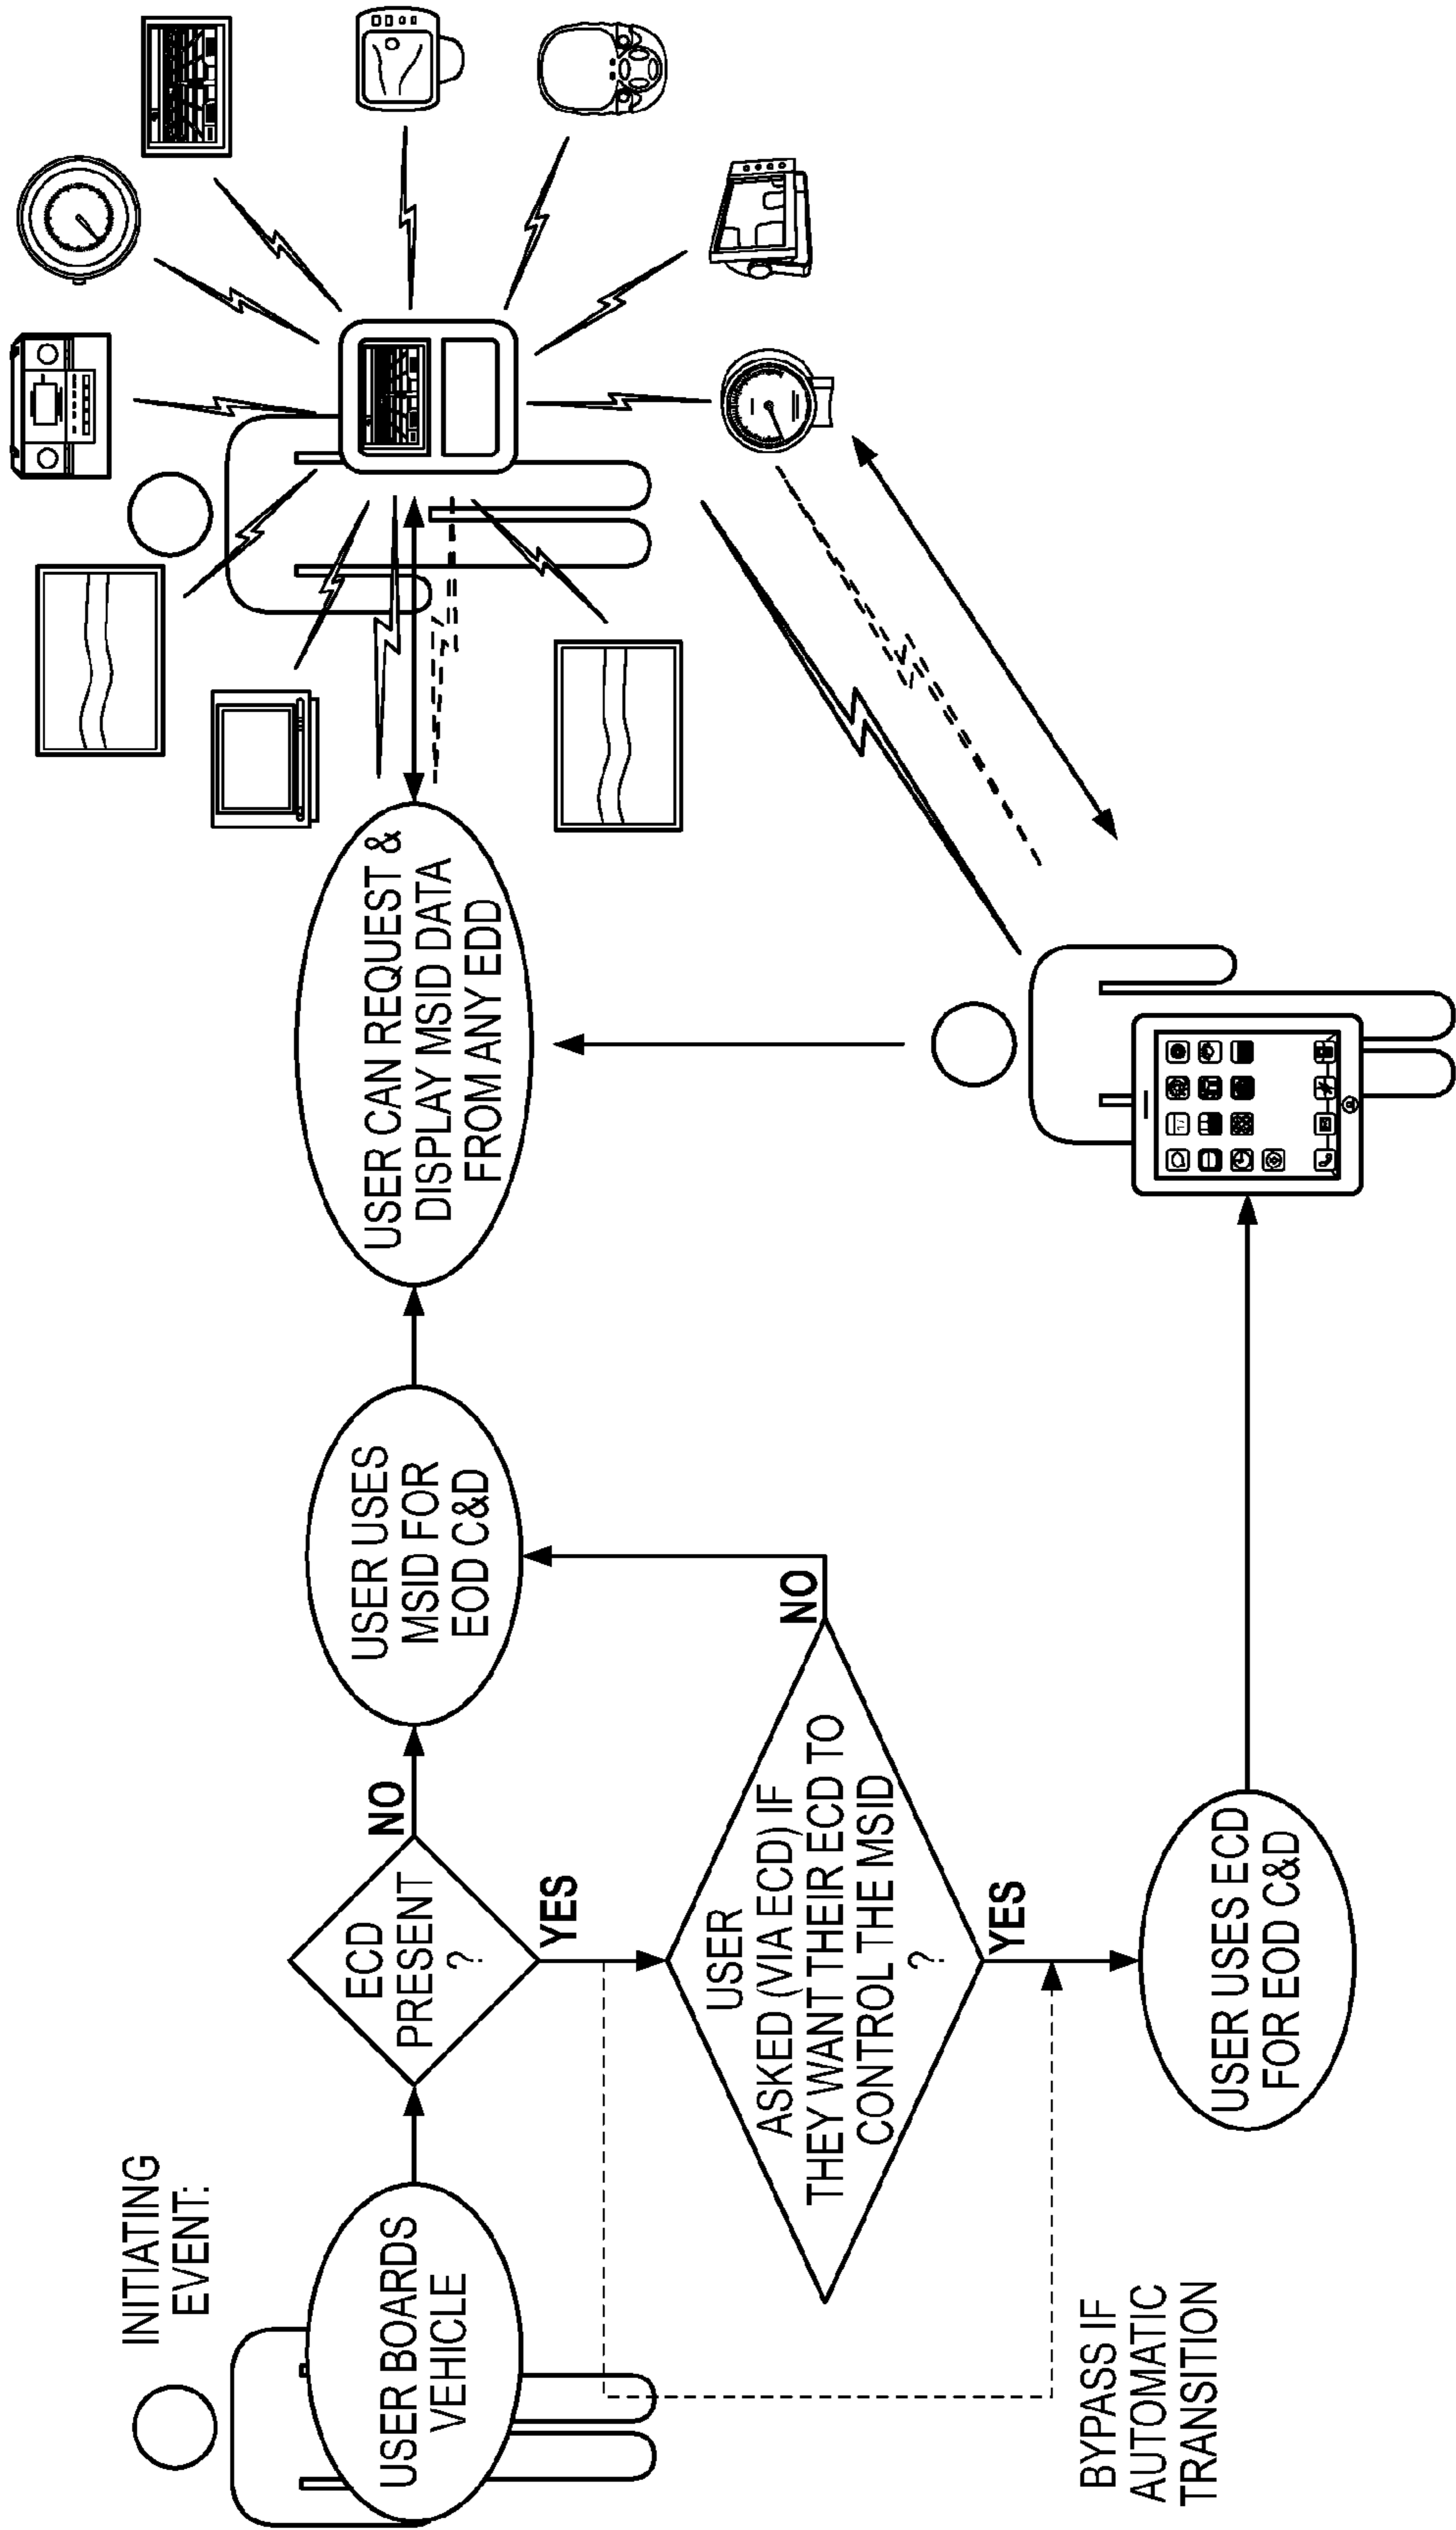 INITIATING
EVENT:
USER BOARDS
VEHICLE
ECD
PRESENT
?
NO
YES
USER USES
MSID FOR
EOD C&D
USER CAN REQUEST &
DISPLAY MSID DATA
FROM ANY EDD
USER
ASKED (VIA ECD) IF
THEY WANT THEIR ECD TO
CONTROL THE MSID
?
NO
YES
BYPASS IF
AUTOMATIC
TRANSITION
USER USES ECD
FOR EOD C&D